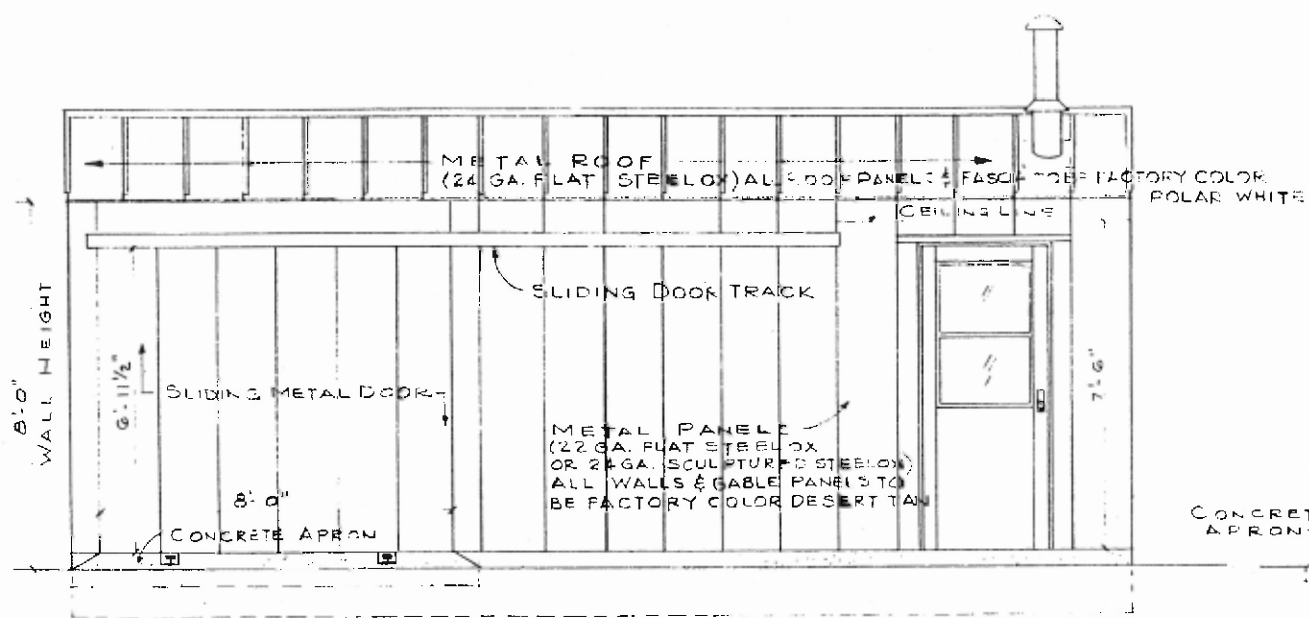 METAL ROOF
(24 GA. FLAT STEELOX) ALL ROOF PANELS & FASCIA TO BE FACTORY COLOR
POLAR WHITE
CEILING LINE
SLIDING DOOR TRACK
8'-0"
WALL HEIGHT
6'-11½"
SLIDING METAL DOOR
7'-6"
METAL PANELS
(22 GA. FLAT STEELOX
OR 24 GA. SCULPTURED STEELOX)
ALL WALLS & GABLE PANELS TO
BE FACTORY COLOR DESERT TAN
8'-0"
CONCRETE APRON
CONCRET
APRON